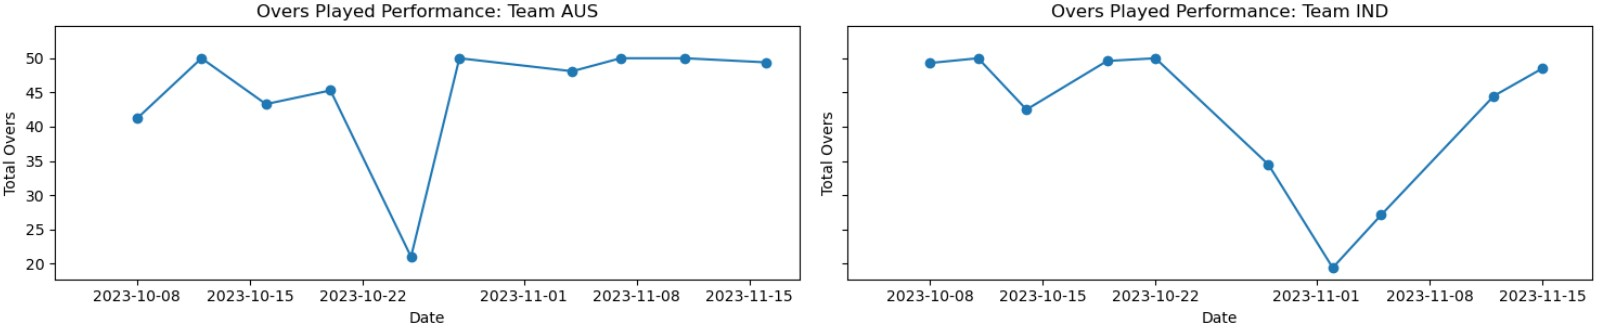 Overs Played Performance: Team AUS
Total Overs
50
45
40
35
30
25
20
2023-10-08 2023-10-15 2023-10-22 2023-11-01 2023-11-08 2023-11-15
Date
Overs Played Performance: Team IND
Total Overs
2023-10-08 2023-10-15 2023-10-22 2023-11-01 2023-11-08 2023-11-15
Date